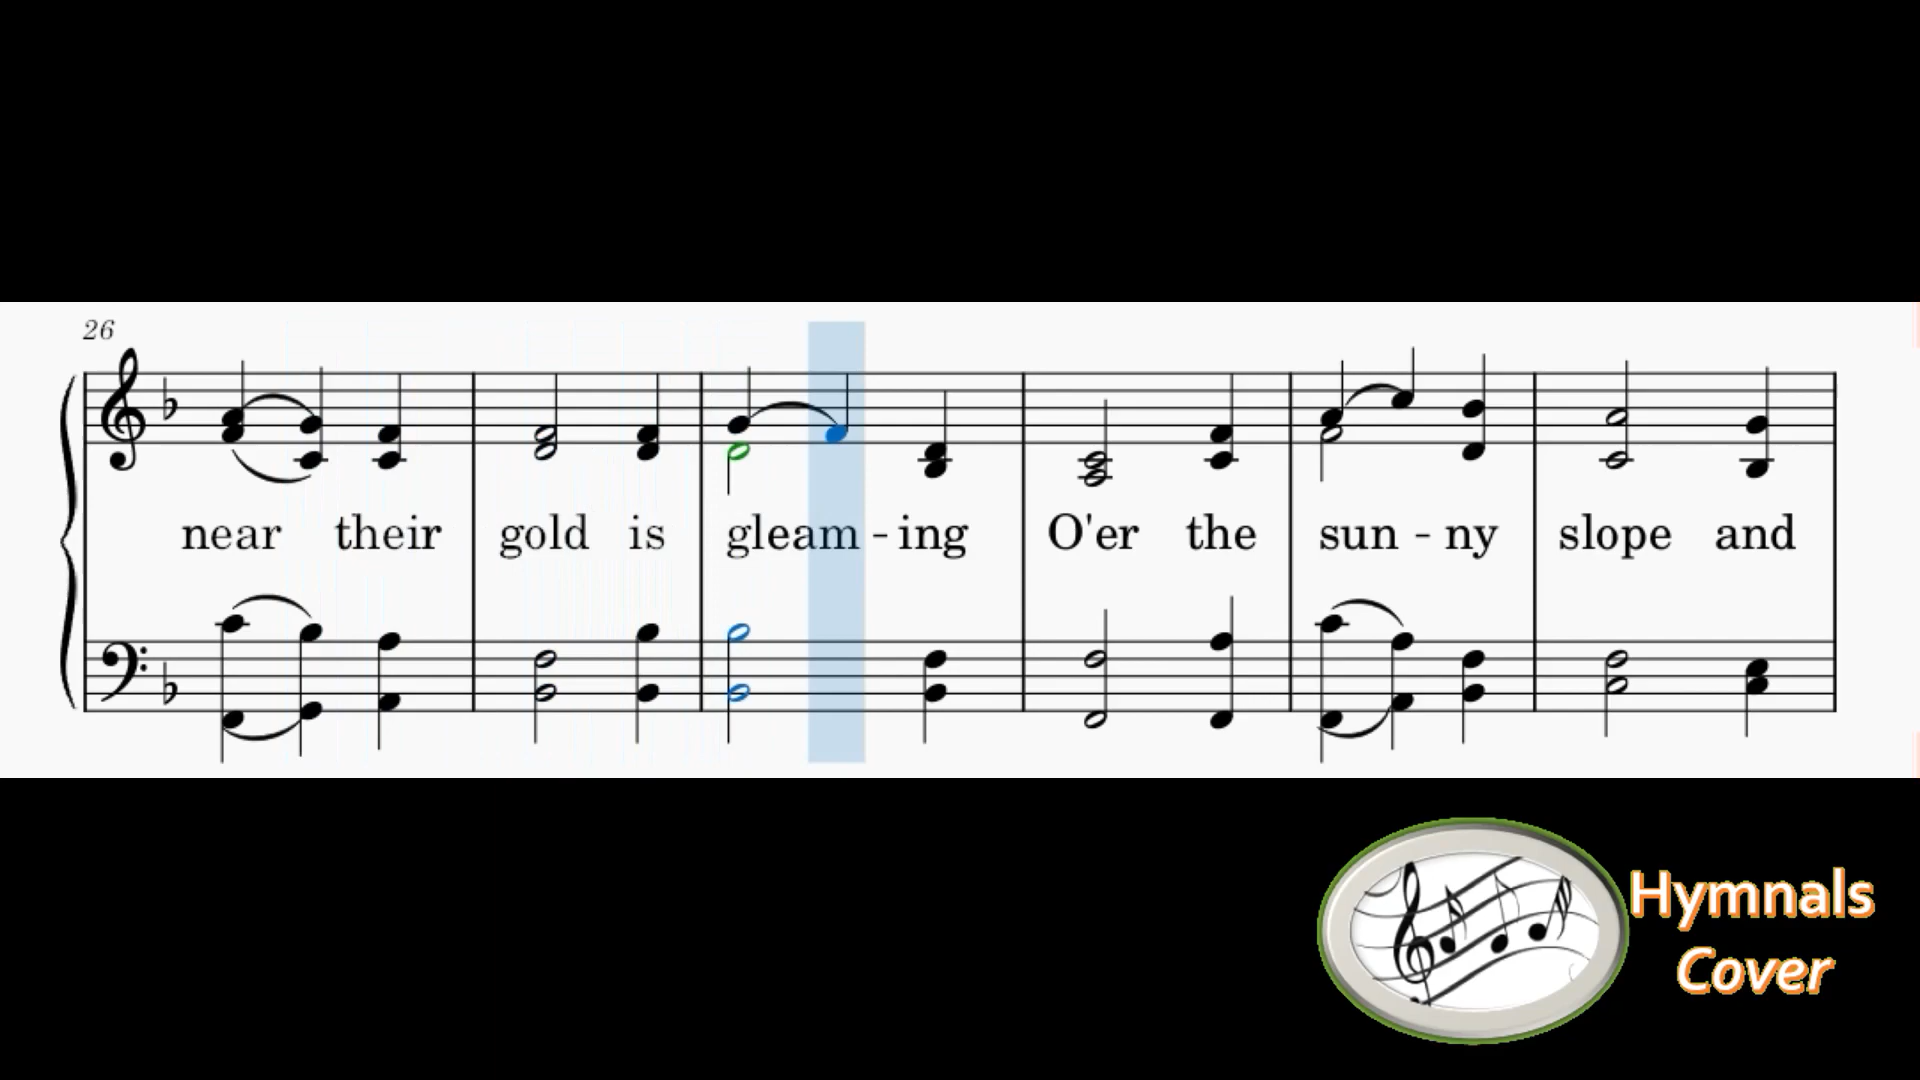 26
near their gold is gleam - ing O'er the sun - ny slope and
Hymnals
Cover